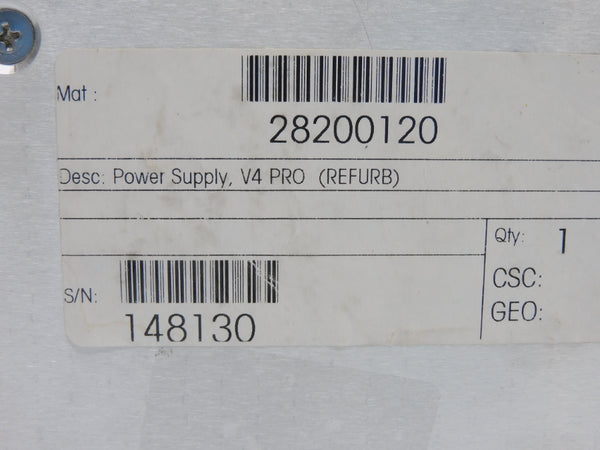 Mat :
28200120
Desc: Power Supply, V4 PRO (REFURB)
Qty: 1
S/N:
148130
CSC:
GEO: